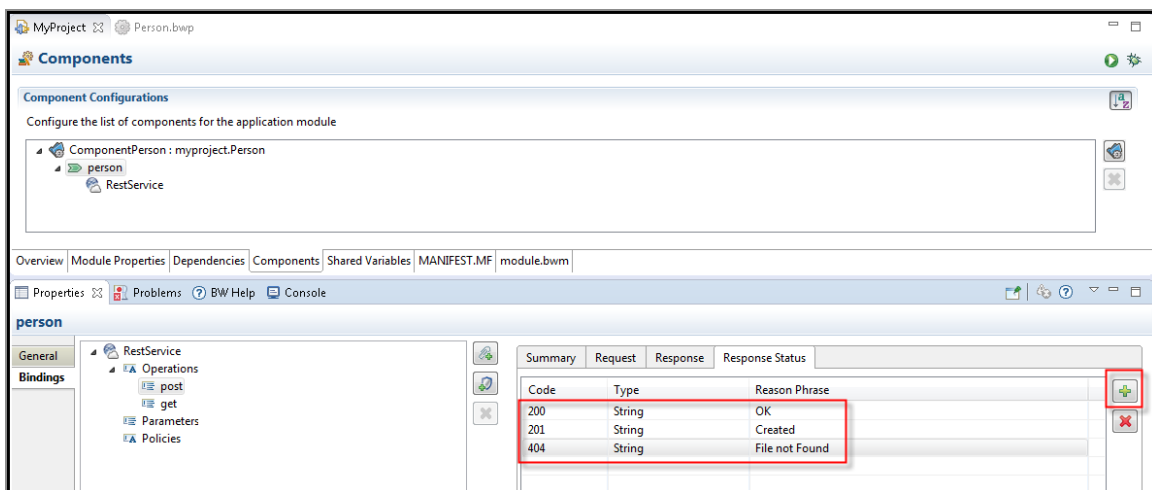 MyProject Person.bwp
Components
Component Configurations
Configure the list of components for the application module
ComponentPerson : myproject.Person
person
RestService
Overview Module Properties Dependencies Components Shared Variables MANIFEST.MF module.bwm
Properties Problems BW Help Console
person
General
Bindings
RestService
Operations
post
get
Parameters
Policies
Summary Request Response Response Status
Code Type Reason Phrase
200 String OK
201 String Created
404 String File not Found